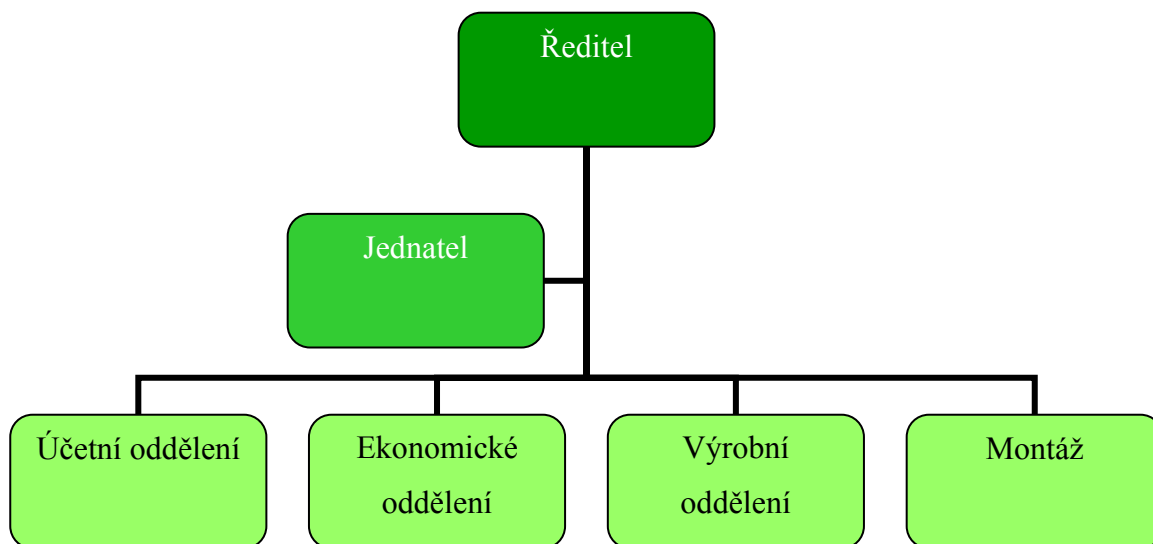 Ředitel
Jednatel
Účetní oddělení
Ekonomické
oddělení
Výrobní
oddělení
Montáž